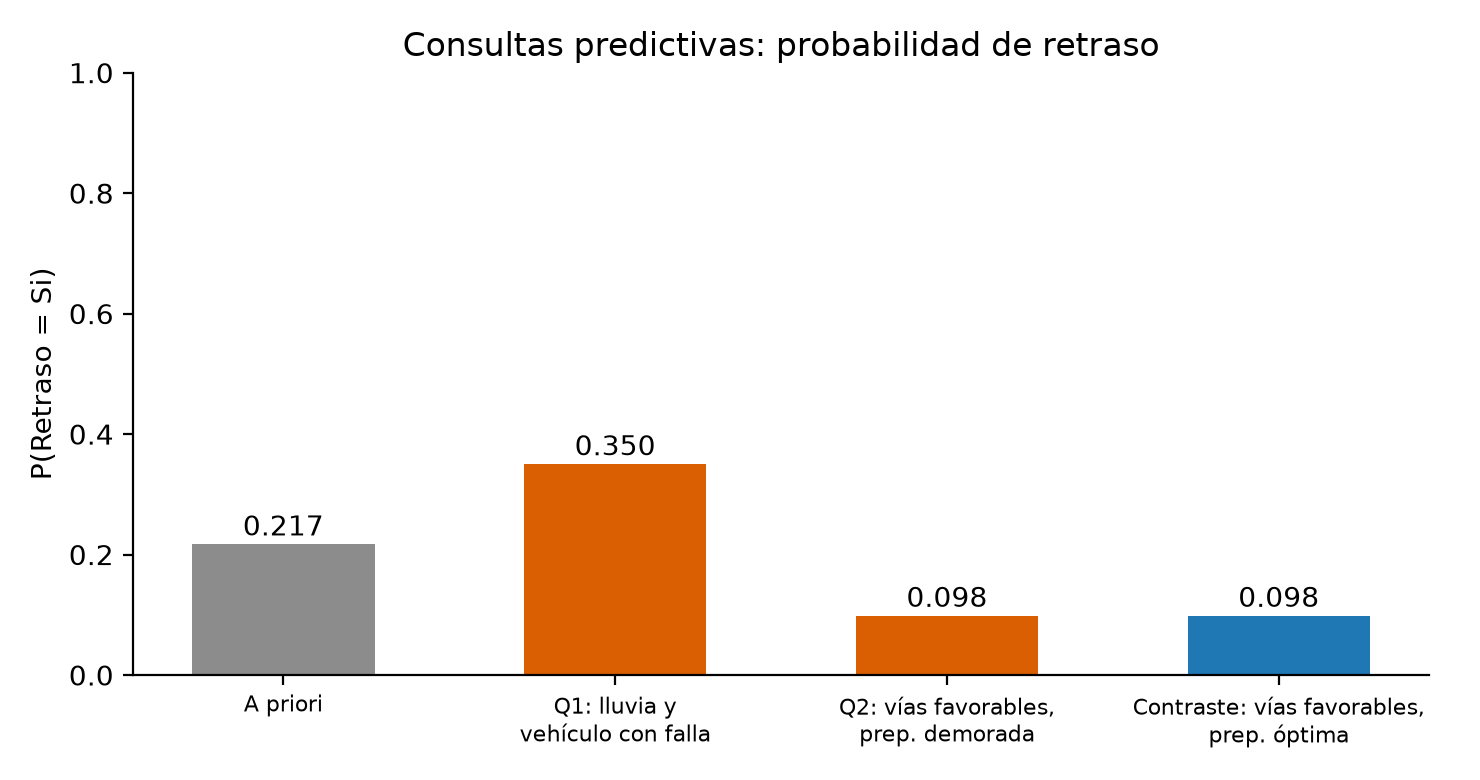 Consultas predictivas: probabilidad de retraso
P(Retraso = Si)
1.0
0.8
0.6
0.4
0.2
0.0
0.217
0.350
0.098
0.098
A priori
Q1: lluvia y
vehículo con falla
Q2: vías favorables,
prep. demorada
Contraste: vías favorables,
prep. óptima